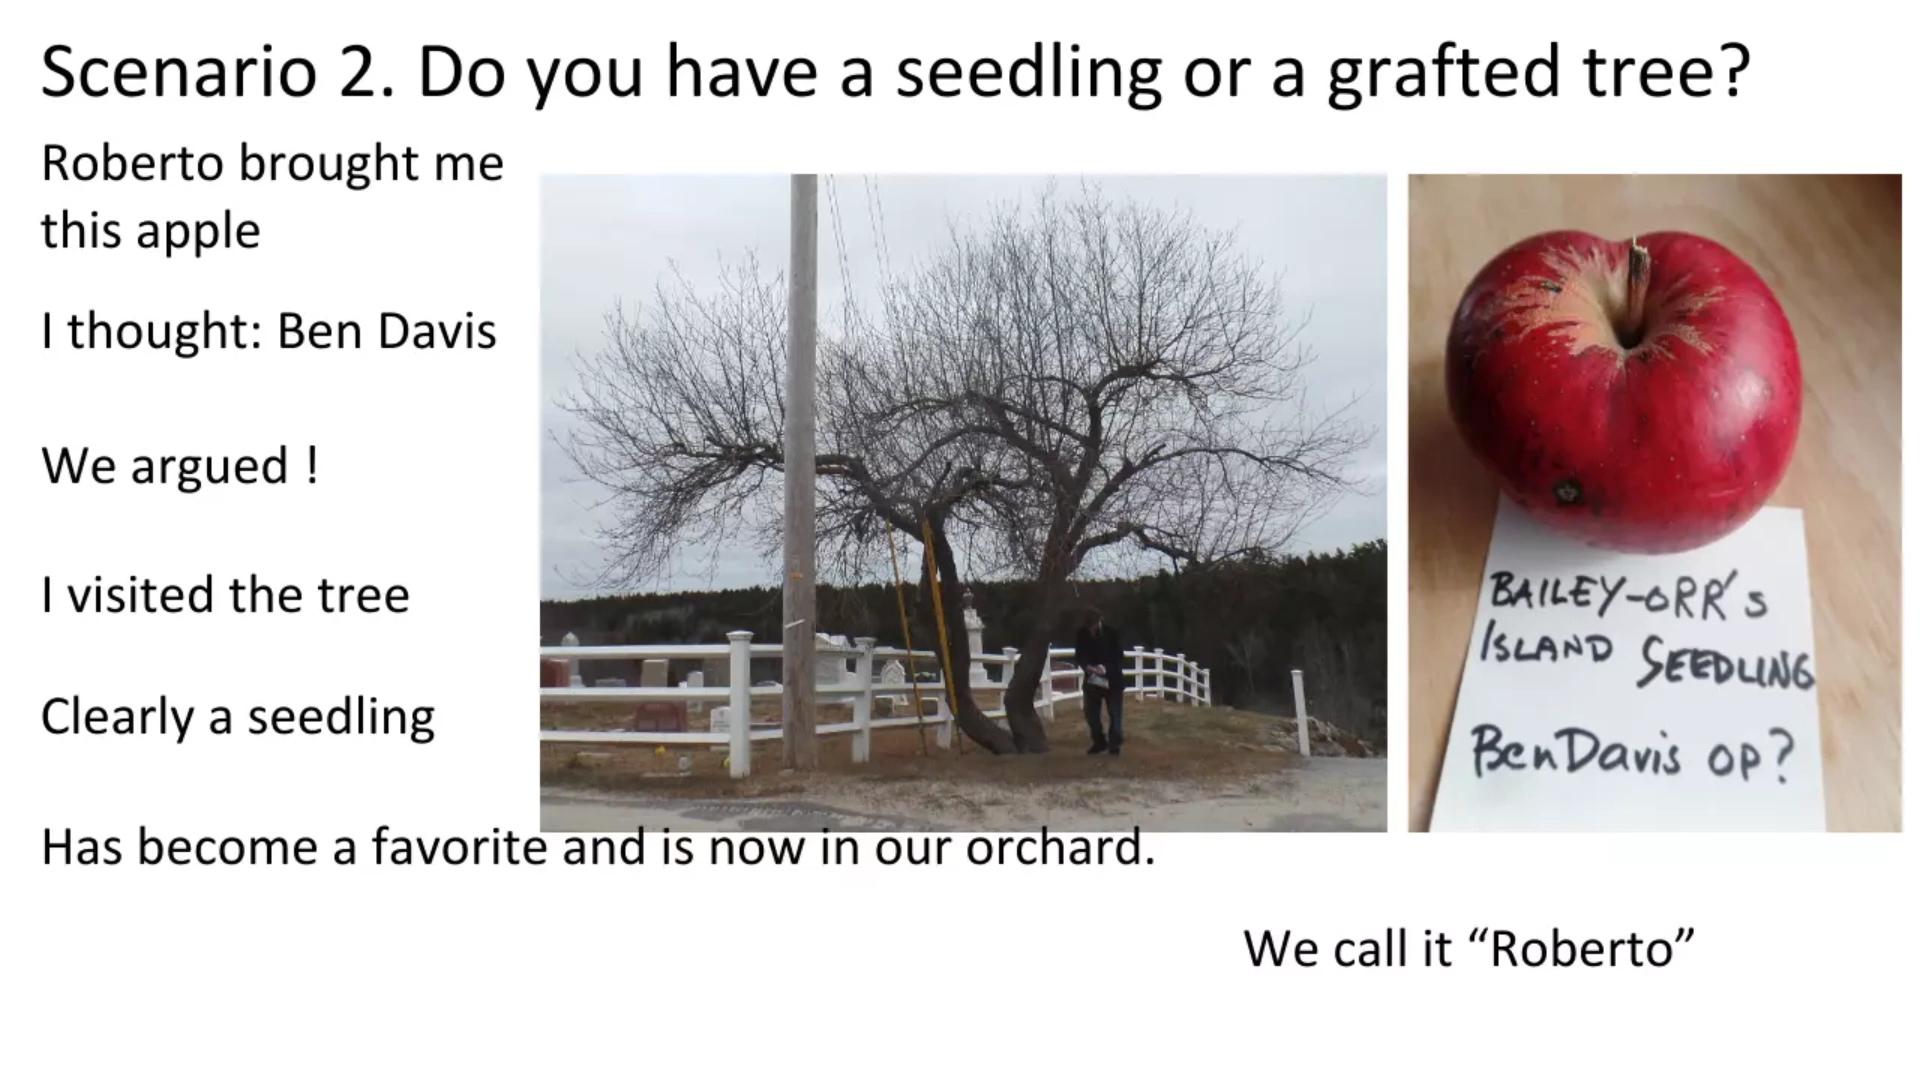 Scenario 2. Do you have a seedling or a grafted tree?
Roberto brought me
this apple
I thought: Ben Davis
We argued !
I visited the tree
Clearly a seedling
Has become a favorite and is now in our orchard.
BAILEY-ORR's
ISLAND SEEDLING
Ben Davis op?
We call it “Roberto”